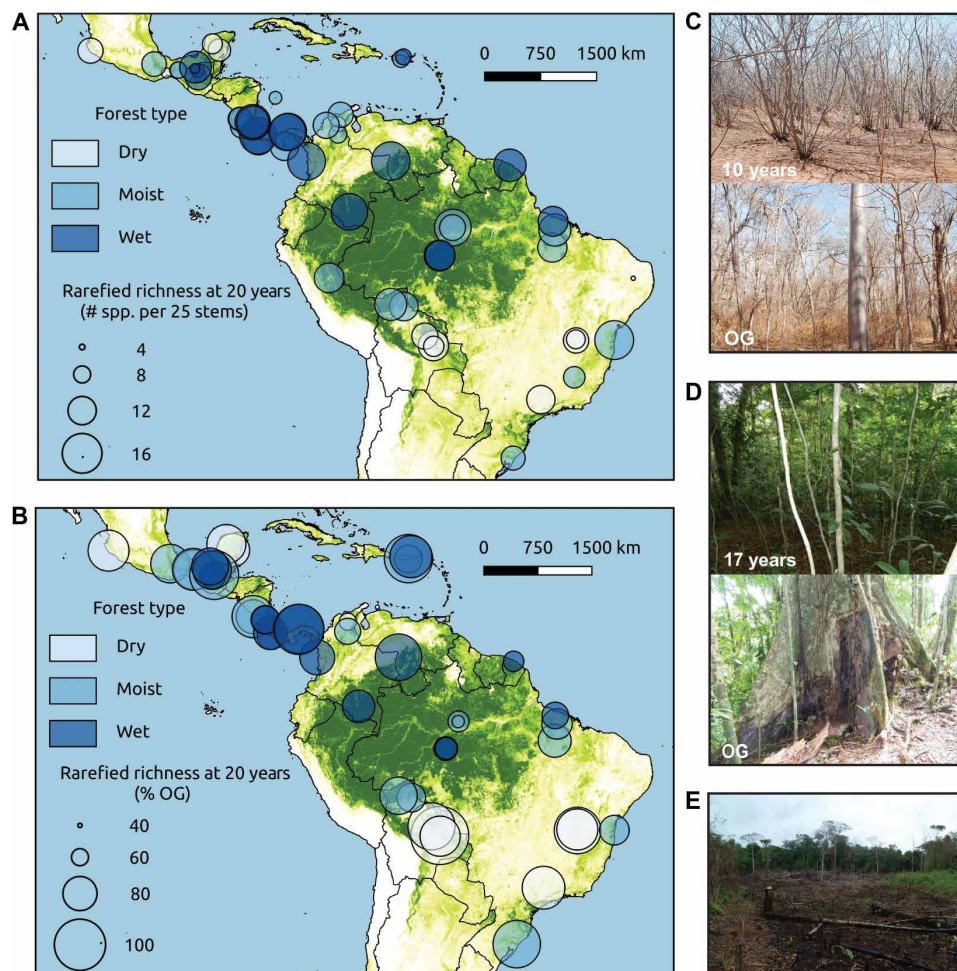 A
0 750 1500 km
Forest type
Dry
Moist
Wet
Rarefied richness at 20 years
(# spp. per 25 stems)
4
8
12
16
B
0 750 1500 km
Forest type
Dry
Moist
Wet
Rarefied richness at 20 years
(% OG)
40
60
80
100
C
10 years
OG
D
17 years
OG
E